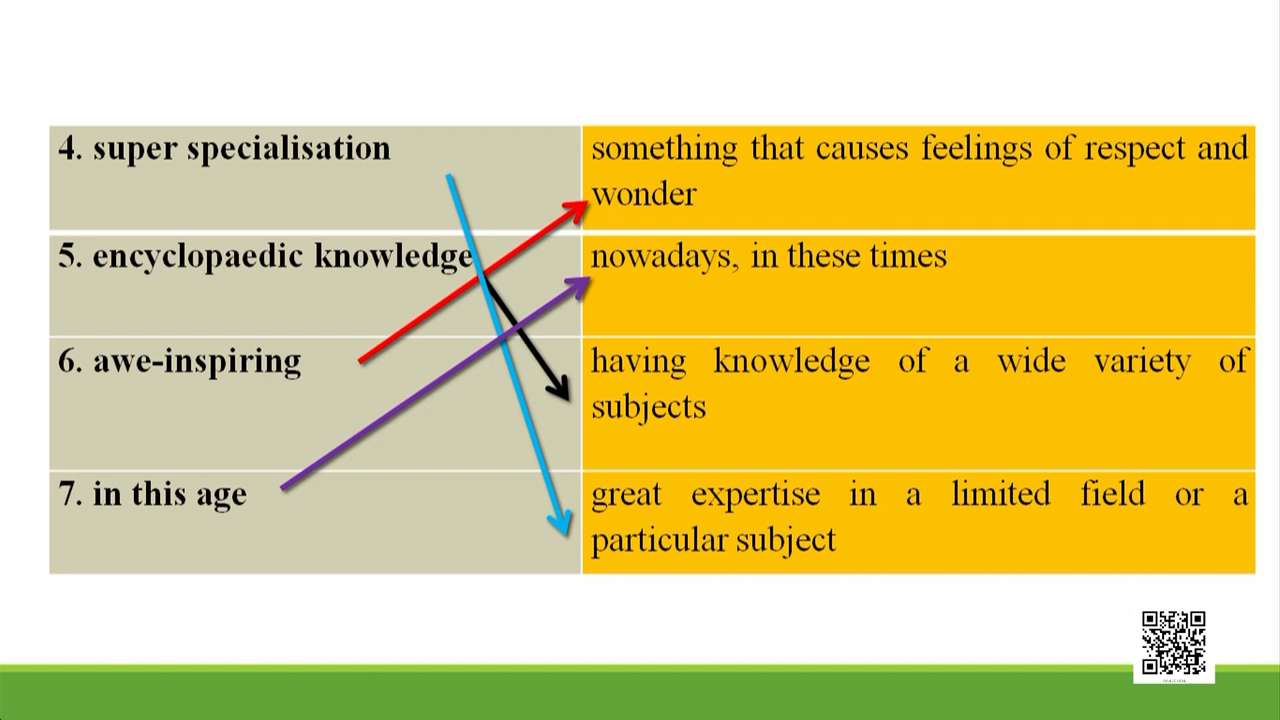 4. super specialisation
something that causes feelings of respect and
wonder
5. encyclopaedic knowledge
nowadays, in these times
6. awe-inspiring
having knowledge of a wide variety of
subjects
7. in this age
great expertise in a limited field or a
particular subject